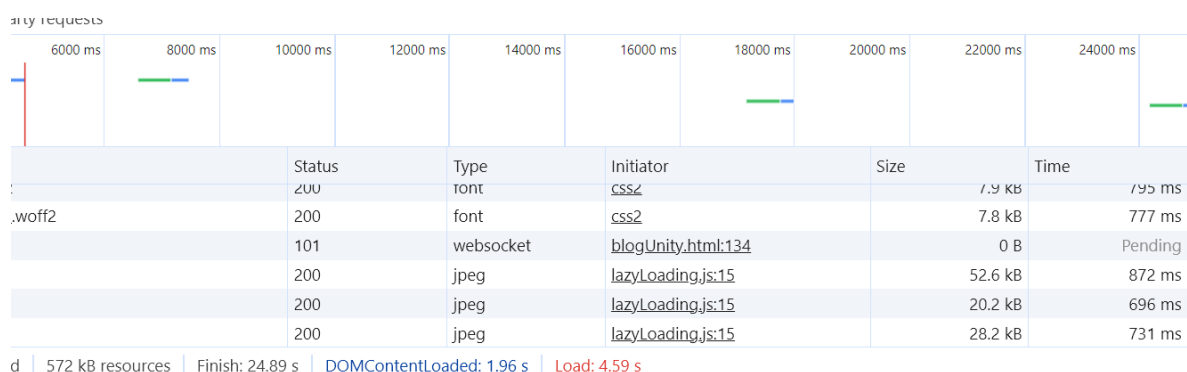 arty requests
6000 ms 8000 ms 10000 ms 12000 ms 14000 ms 16000 ms 18000 ms 20000 ms 22000 ms 24000 ms
Status Type Initiator Size Time
200 font css2 7.9 kB 795 ms
.woff2 200 font css2 7.8 kB 777 ms
101 websocket blogUnity.html:134 0 B Pending
200 jpeg lazyLoading.js:15 52.6 kB 872 ms
200 jpeg lazyLoading.js:15 20.2 kB 696 ms
200 jpeg lazyLoading.js:15 28.2 kB 731 ms
d 572 kB resources Finish: 24.89 s DOMContentLoaded: 1.96 s Load: 4.59 s